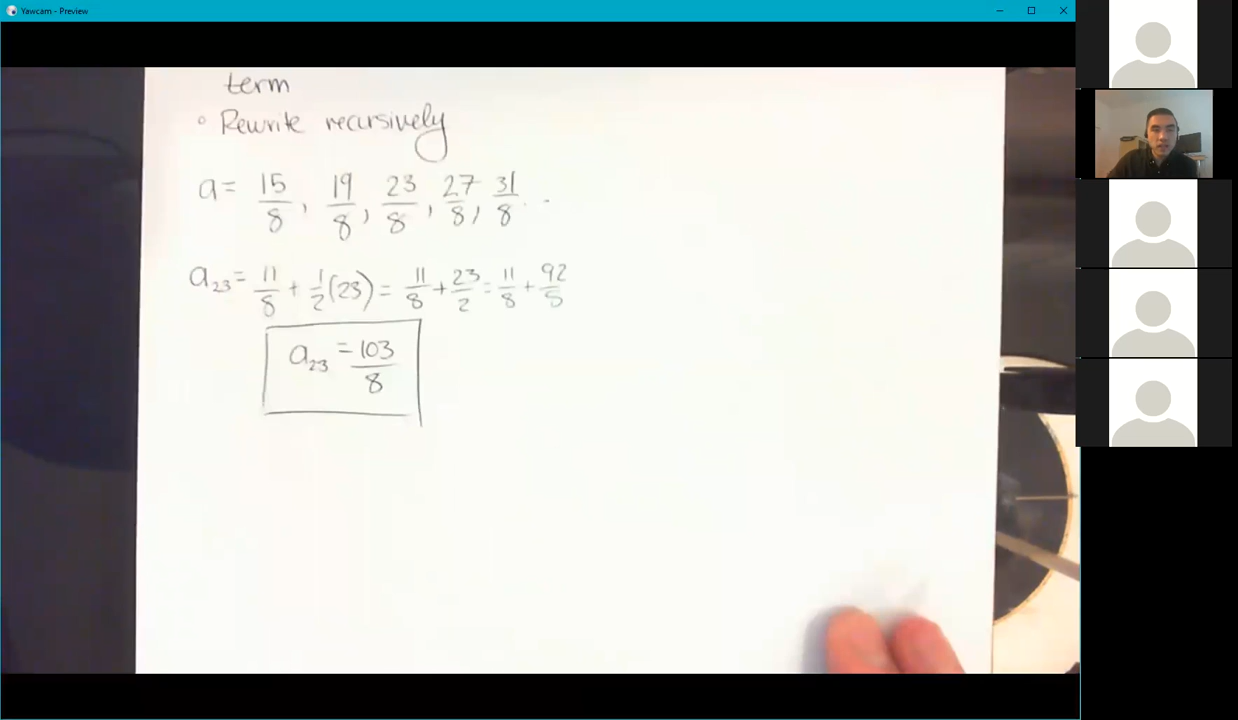 Yawcam - Preview
term
° Rewrite recursively
a = 15/8, 19/8, 23/8, 27/8, 31/8 ...
a₂₃ = 11/8 + 1/2(23) = 11/8 + 23/2 = 11/8 + 92/8
a₂₃ = 103/8